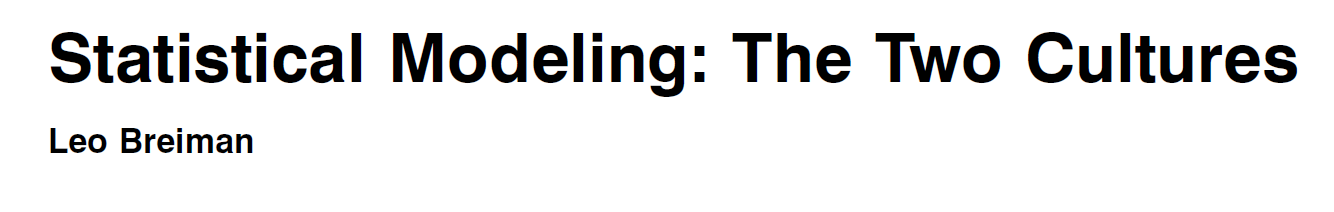 Statistical Modeling: The Two Cultures
Leo Breiman